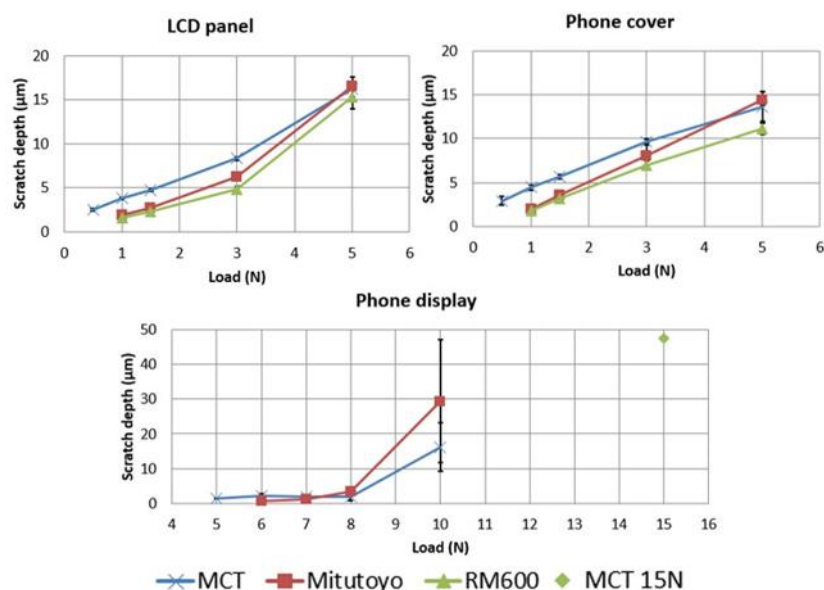 LCD panel
20
15
10
5
0
Scratch depth (µm)
0 1 2 3 4 5 6
Load (N)
Phone cover
20
15
10
5
0
Scratch depth (µm)
0 1 2 3 4 5 6
Load (N)
Phone display
50
40
30
20
10
0
Scratch depth (µm)
4 5 6 7 8 9 10 11 12 13 14 15 16
Load (N)
MCT Mitutoyo RM600 MCT 15N